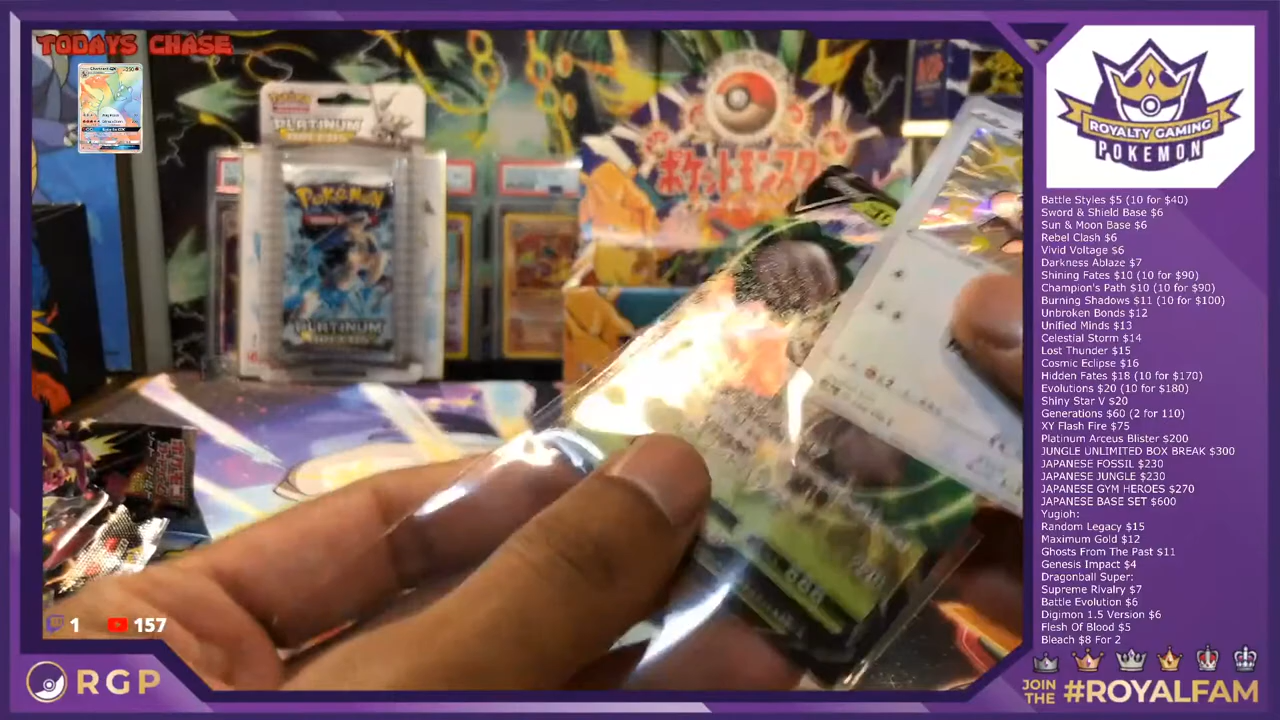 TODAYS CHASE
PLATINUM
POKéMON
PLATINUM
ポケットモンスター
ROYALTY GAMING
POKEMON
Battle Styles $5 (10 for $40)
Sword & Shield Base $6
Sun & Moon Base $6
Rebel Clash $6
Vivid Voltage $6
Darkness Ablaze $7
Shining Fates $10 (10 for $90)
Champion's Path $10 (10 for $90)
Burning Shadows $11 (10 for $100)
Unbroken Bonds $12
Unified Minds $13
Celestial Storm $14
Lost Thunder $15
Cosmic Eclipse $16
Hidden Fates $18 (10 for $170)
Evolutions $20 (10 for $180)
Shiny Star V $20
Generations $60 (2 for 110)
XY Flash Fire $75
Platinum Arceus Blister $200
JUNGLE UNLIMITED BOX BREAK $300
JAPANESE FOSSIL $230
JAPANESE JUNGLE $230
JAPANESE GYM HEROES $270
JAPANESE BASE SET $600
Yugioh:
Random Legacy $15
Maximum Gold $12
Ghosts From The Past $11
Genesis Impact $4
Dragonball Super:
Supreme Rivalry $7
Battle Evolution $6
Digimon 1.5 Version $6
Flesh Of Blood $5
Bleach $8 For 2
1 157
RGP
JOIN THE #ROYALFAM